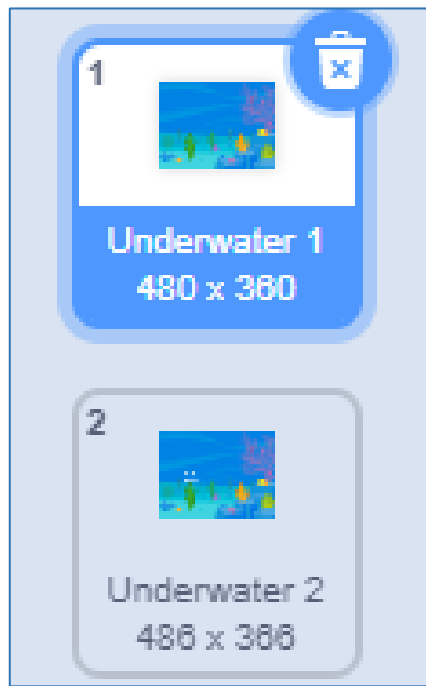 1
Underwater 1
480 x 360
2
Underwater 2
486 x 366